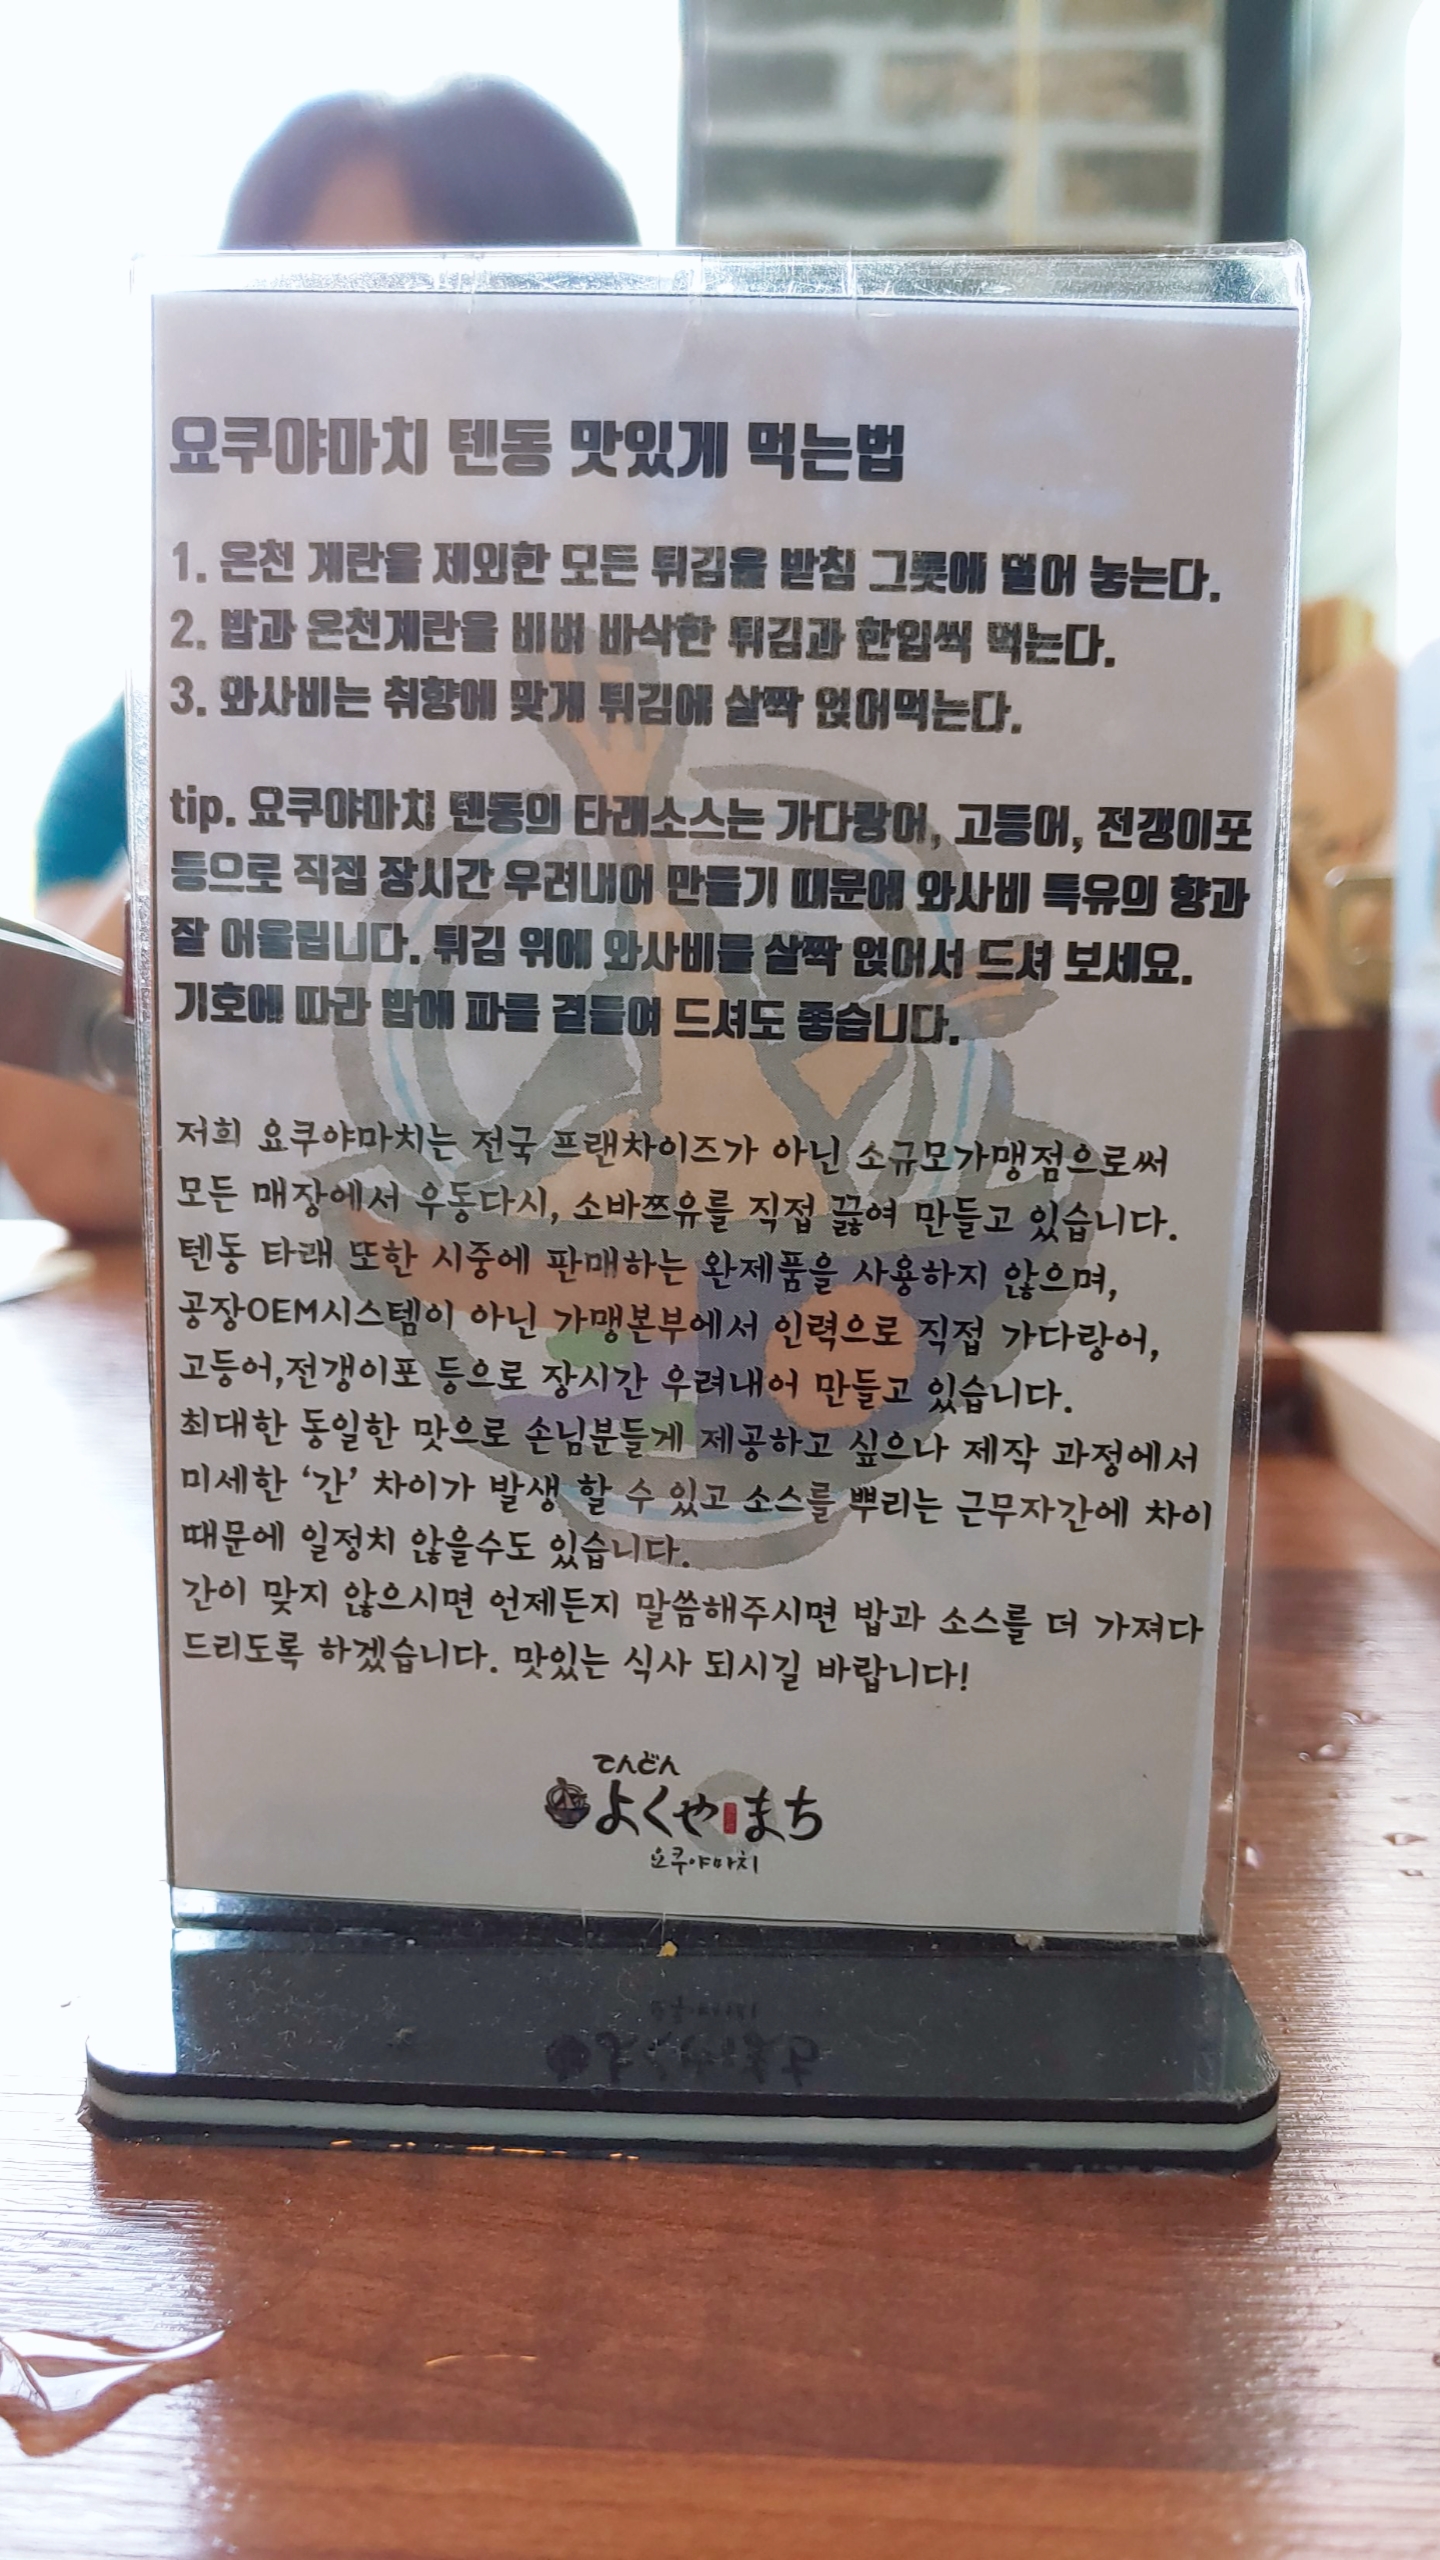 요쿠야마치 텐동 맛있게 먹는법
1. 온천 계란을 제외한 모든 튀김을 받침 그릇에 덜어 놓는다.
2. 밥과 온천계란을 비벼 바삭한 튀김과 한입씩 먹는다.
3. 와사비는 취향에 맞게 튀김에 살짝 얹어먹는다.
tip. 요쿠야마치 텐동의 타래소스는 가다랑어, 고등어, 전갱이포
등으로 직접 장시간 우려내어 만들기 때문에 와사비 특유의 향과
잘 어울립니다. 튀김 위에 와사비를 살짝 얹어서 드셔 보세요.
기호에 따라 밥에 파를 곁들여 드셔도 좋습니다.
저희 요쿠야마치는 전국 프랜차이즈가 아닌 소규모가맹점으로써
모든 매장에서 우동다시, 소바쯔유를 직접 끓여 만들고 있습니다.
텐동 타래 또한 시중에 판매하는 완제품을 사용하지 않으며,
공장OEM시스템이 아닌 가맹본부에서 인력으로 직접 가다랑어,
고등어,전갱이포 등으로 장시간 우려내어 만들고 있습니다.
최대한 동일한 맛으로 손님분들게 제공하고 싶으나 제작 과정에서
미세한 ‘간’ 차이가 발생 할 수 있고 소스를 뿌리는 근무자간에 차이
때문에 일정치 않을수도 있습니다.
간이 맞지 않으시면 언제든지 말씀해주시면 밥과 소스를 더 가져다
드리도록 하겠습니다. 맛있는 식사 되시길 바랍니다!
てんどん
よくやまち
요쿠야마치